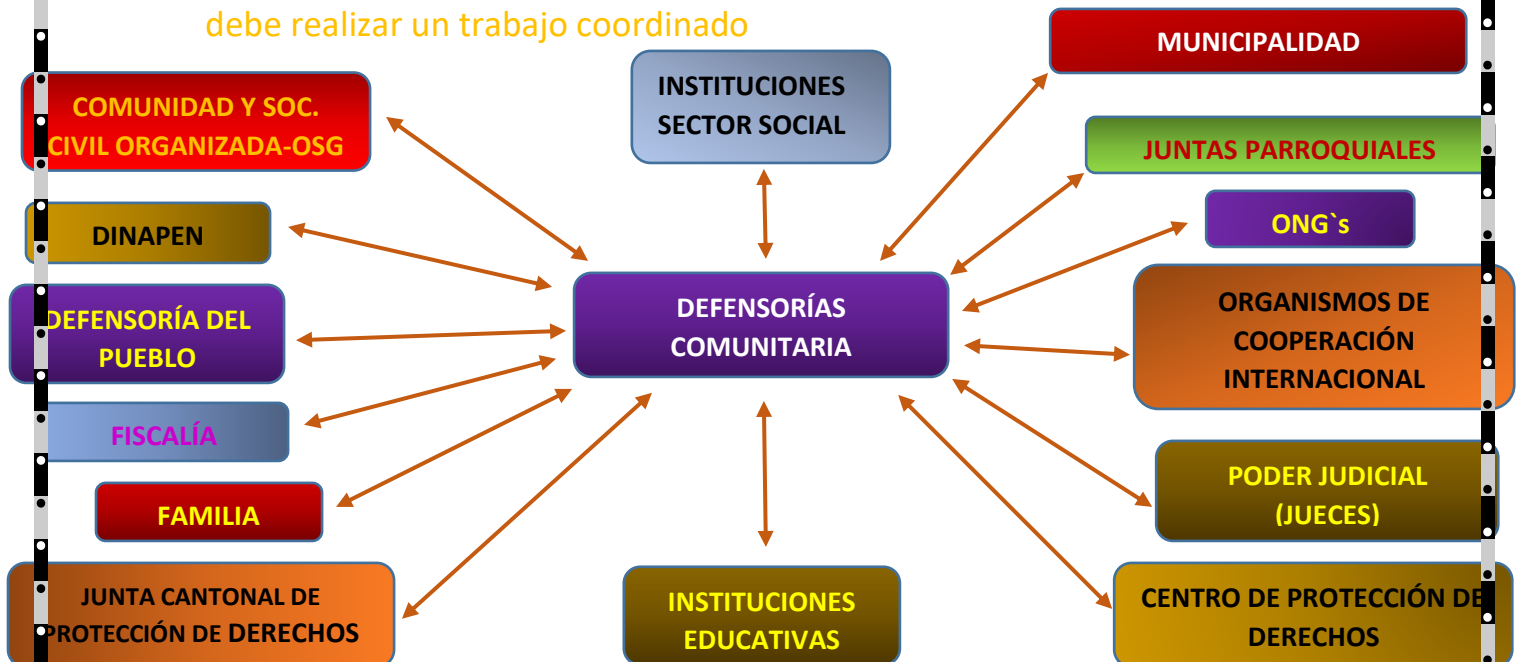 debe realizar un trabajo coordinado
MUNICIPALIDAD
INSTITUCIONES
SECTOR SOCIAL
COMUNIDAD Y SOC.
CIVIL ORGANIZADA-OSG
JUNTAS PARROQUIALES
DINAPEN
ONG`s
DEFENSORÍA DEL
PUEBLO
DEFENSORÍAS
COMUNITARIA
ORGANISMOS DE
COOPERACIÓN
INTERNACIONAL
FISCALÍA
FAMILIA
PODER JUDICIAL
(JUECES)
JUNTA CANTONAL DE
PROTECCIÓN DE DERECHOS
INSTITUCIONES
EDUCATIVAS
CENTRO DE PROTECCIÓN DE
DERECHOS